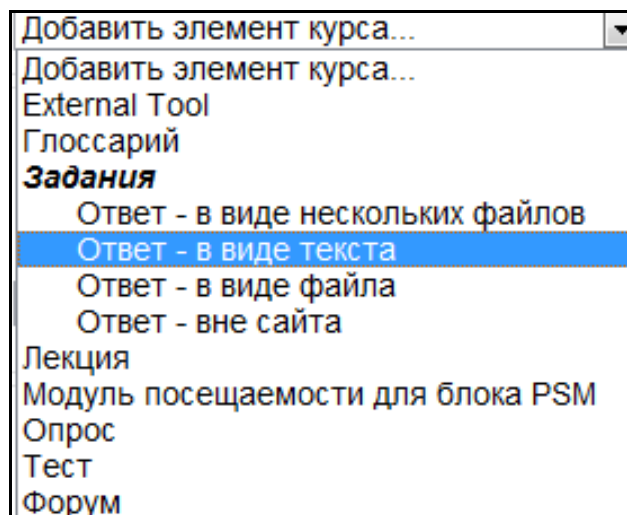 Добавить элемент курса...
Добавить элемент курса...
External Tool
Глоссарий
Задания
Ответ - в виде нескольких файлов
Ответ - в виде текста
Ответ - в виде файла
Ответ - вне сайта
Лекция
Модуль посещаемости для блока PSM
Опрос
Тест
Форум